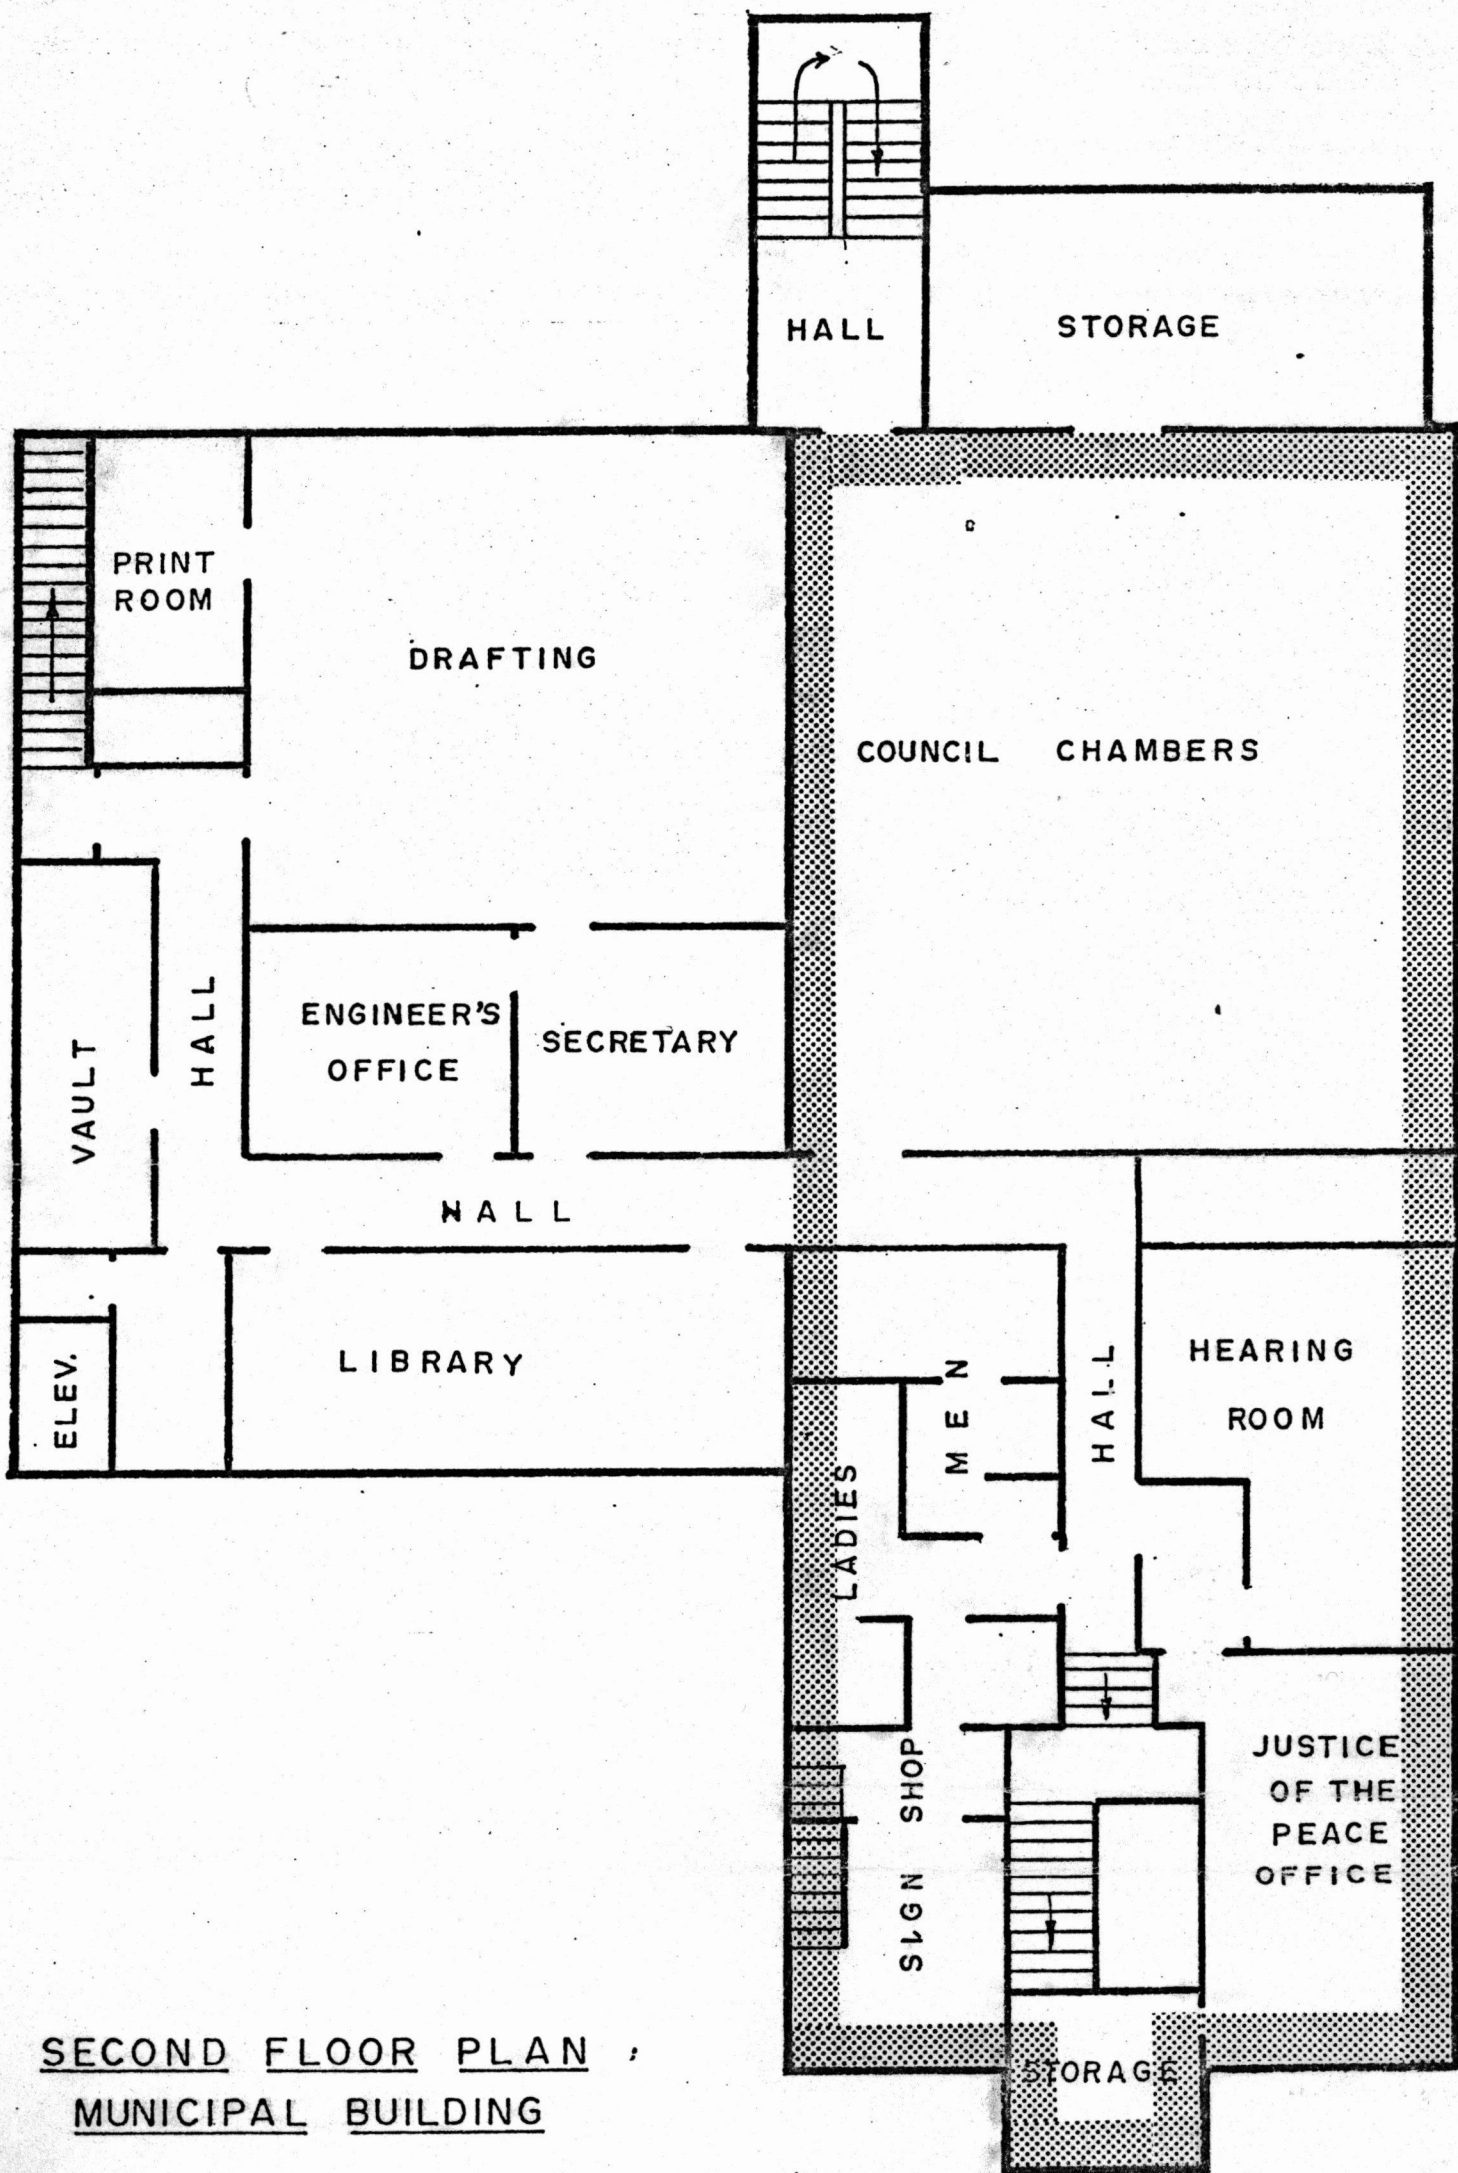 HALL
STORAGE
PRINT
ROOM
DRAFTING
COUNCIL CHAMBERS
VAULT
HALL
ENGINEER'S
OFFICE
SECRETARY
HALL
ELEV.
LIBRARY
LADIES
MEN
HALL
HEARING
ROOM
SIGN SHOP
JUSTICE
OF THE
PEACE
OFFICE
STORAGE
SECOND FLOOR PLAN
MUNICIPAL BUILDING